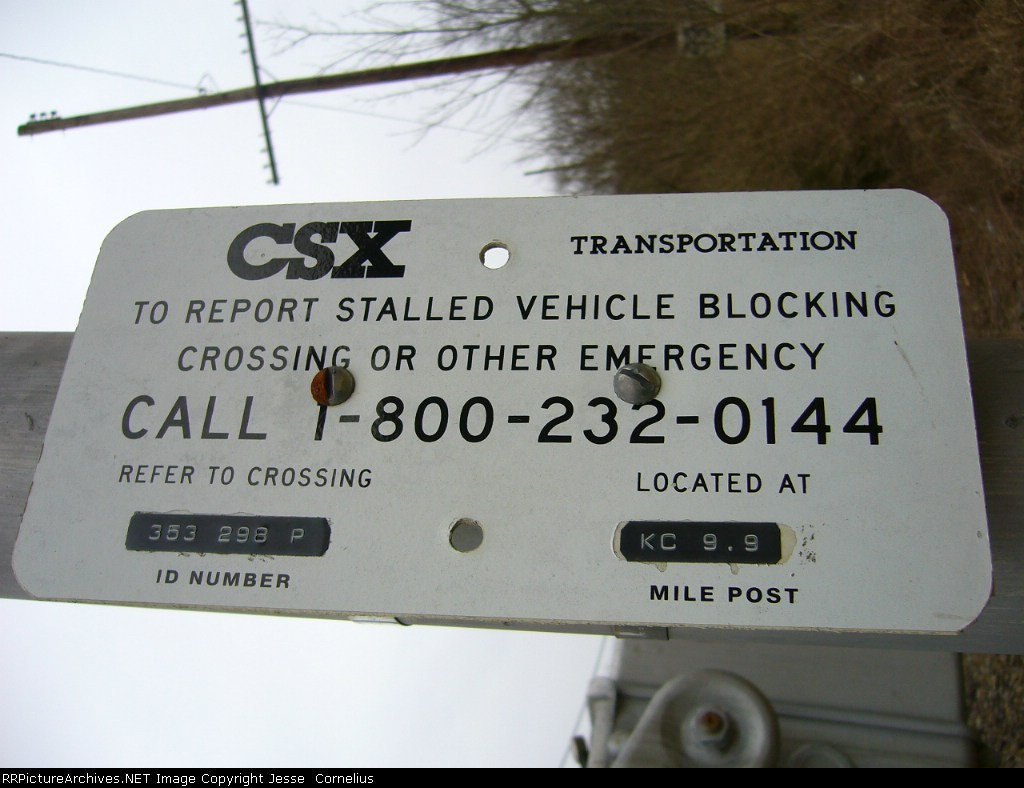 CSX TRANSPORTATION
TO REPORT STALLED VEHICLE BLOCKING
CROSSING OR OTHER EMERGENCY
CALL 1-800-232-0144
REFER TO CROSSING LOCATED AT
353 298 P KC 9.9
ID NUMBER MILE POST
RRPictureArchives.NET Image Copyright Jesse Cornelius